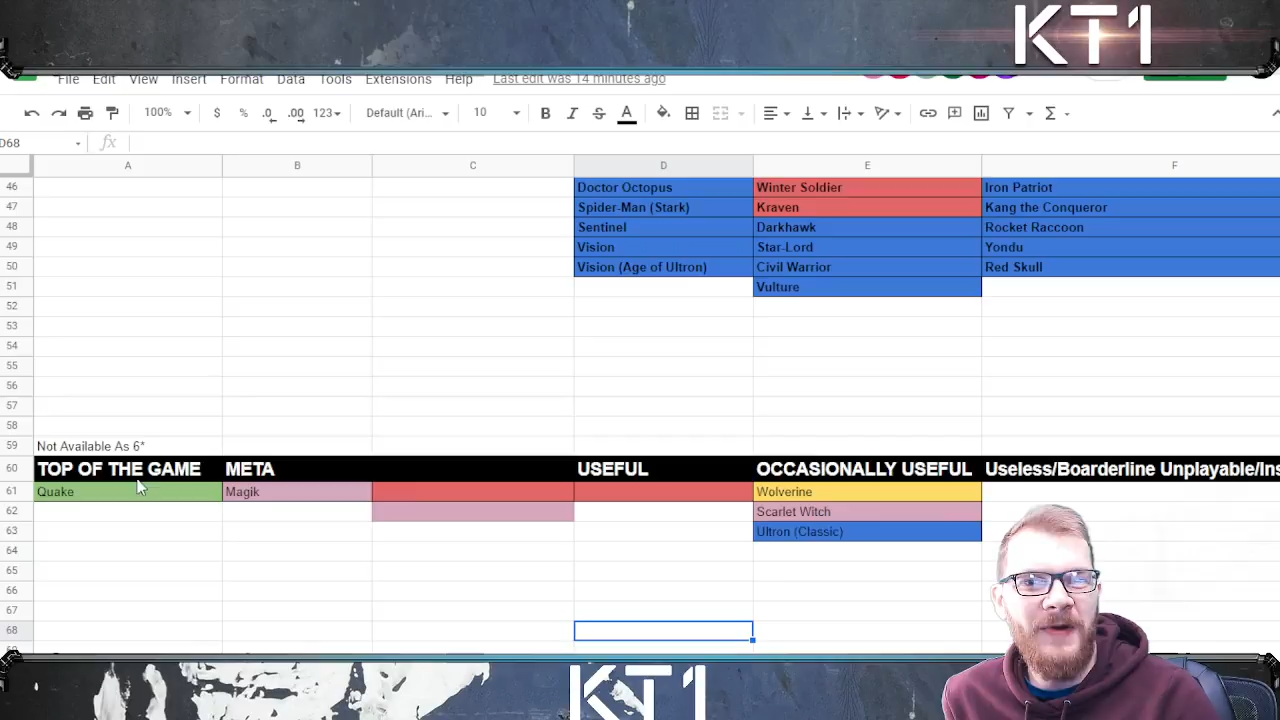 KT1
File Edit View Insert Format Data Tools Extensions Help Last edit was 14 minutes ago
100% $ % .0 .00 123 Default (Ari... 10 B I S A
D68 fx
A B C D E F
46 Doctor Octopus Winter Soldier Iron Patriot
47 Spider-Man (Stark) Kraven Kang the Conqueror
48 Sentinel Darkhawk Rocket Raccoon
49 Vision Star-Lord Yondu
50 Vision (Age of Ultron) Civil Warrior Red Skull
51 Vulture
52
53
54
55
56
57
58
59 Not Available As 6*
60 TOP OF THE GAME META USEFUL OCCASIONALLY USEFUL Useless/Boarderline Unplayable/Ins
61 Quake Magik Wolverine
62 Scarlet Witch
63 Ultron (Classic)
64
65
66
67
68
KT1